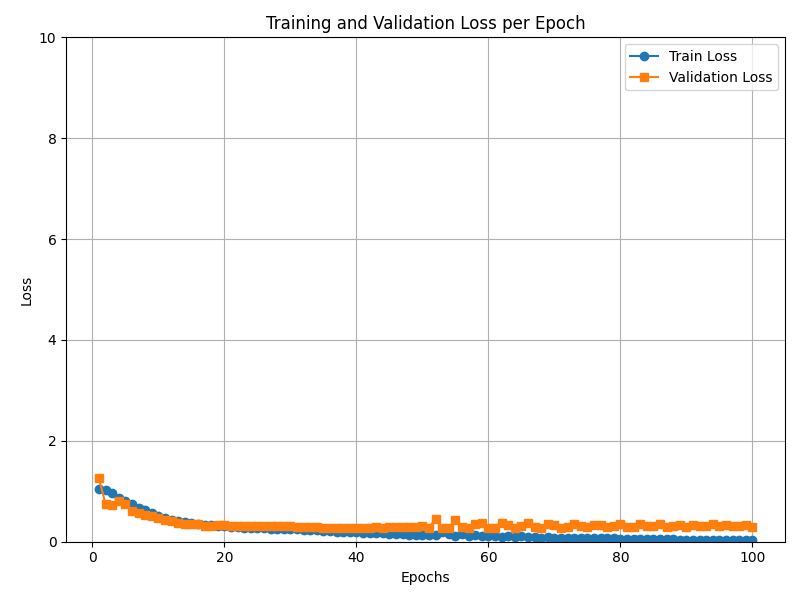 Training and Validation Loss per Epoch
Train Loss
Validation Loss
10
8
6
4
2
0
Loss
0 20 40 60 80 100
Epochs